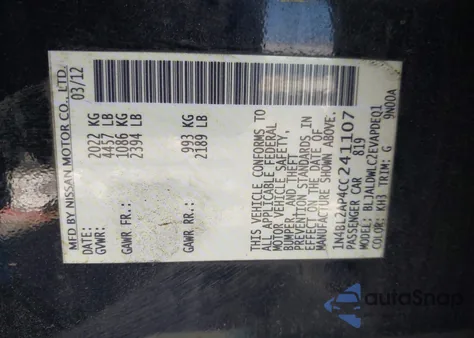 MFD BY NISSAN MOTOR CO., LTD.
DATE: 03/12
GVWR: 2022 KG
4457 LB
GAWR FR.: 1086 KG
2394 LB
GAWR RR.: 993 KG
2189 LB
THIS VEHICLE CONFORMS TO
ALL APPLICABLE FEDERAL
MOTOR VEHICLE SAFETY,
BUMPER, AND THEFT
PREVENTION STANDARDS IN
EFFECT ON THE DATE OF
MANUFACTURE SHOWN ABOVE.
1N4BL2AP4CC241107
PASSENGER CAR 819
MODEL: BLJALDWLC2EVAPDEQ1
COLOR: KH3 TRIM: G 9N00A
autoSnap